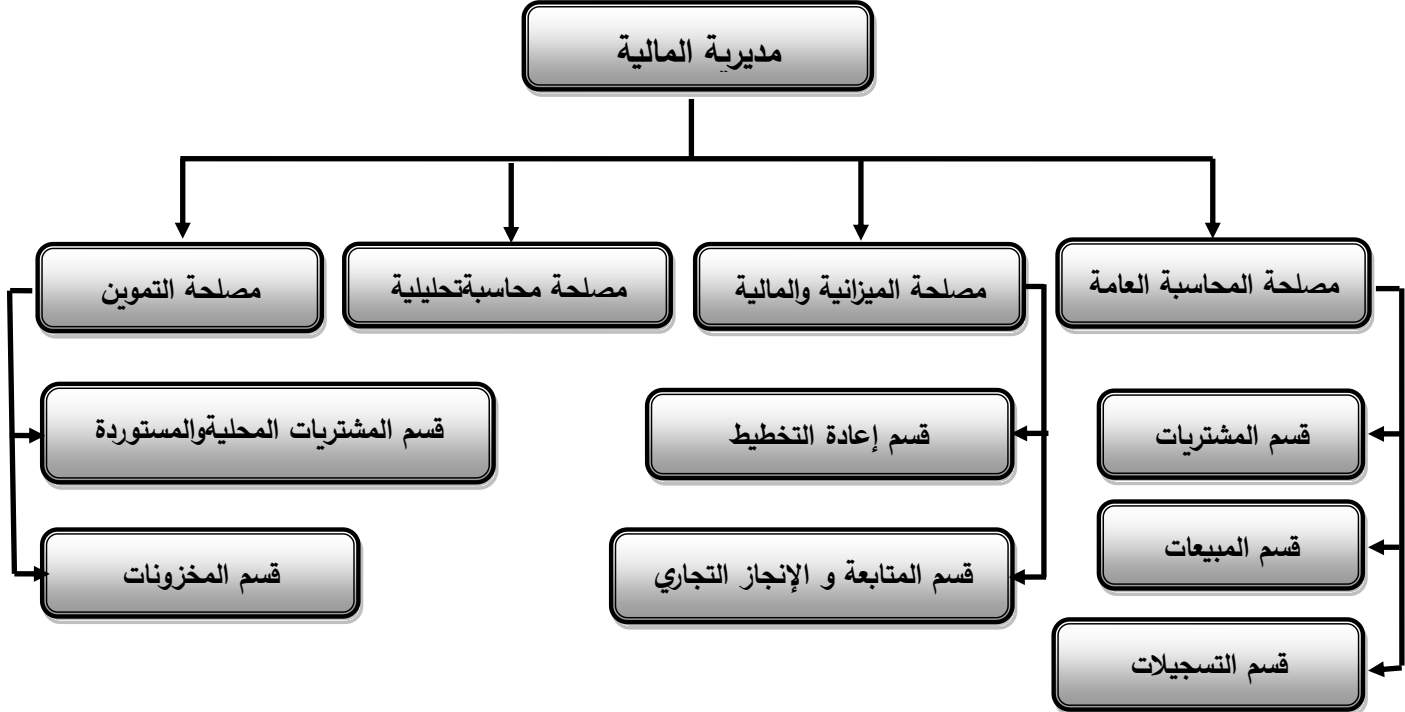 مديرية المالية
مصلحة المحاسبة العامة
مصلحة الميزانية والمالية
مصلحة محاسبةتحليلية
مصلحة التموين
قسم المشتريات
قسم إعادة التخطيط
قسم المشتريات المحليةوالمستوردة
قسم المبيعات
قسم المتابعة و الإنجاز التجاري
قسم المخزونات
قسم التسجيلات